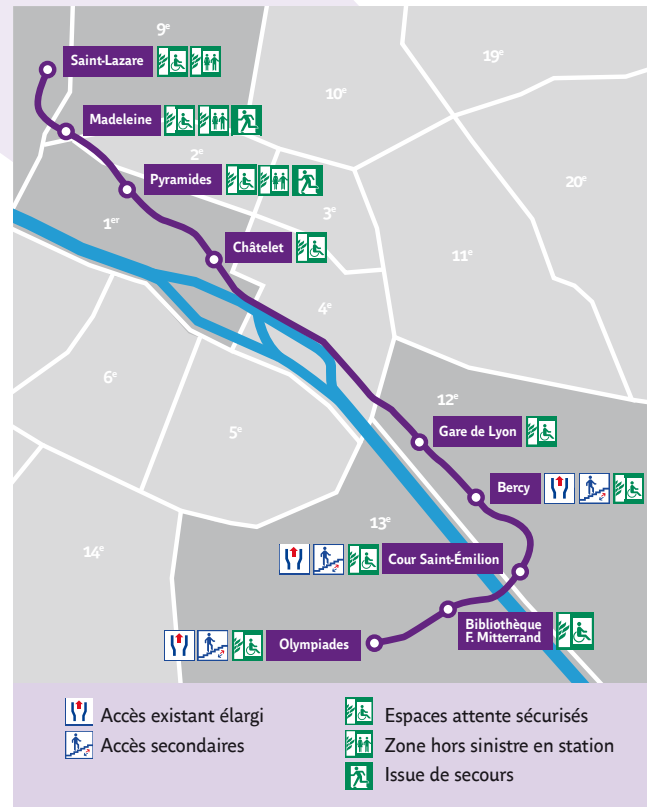 9e
Saint-Lazare
19e
10e
Madeleine
2e
Pyramides
20e
3e
1er
Châtelet
11e
4e
6e
12e
5e
Gare de Lyon
Bercy
13e
14e
Cour Saint-Émilion
Bibliothèque
F. Mitterrand
Olympiades
Accès existant élargi
Accès secondaires
Espaces attente sécurisés
Zone hors sinistre en station
Issue de secours